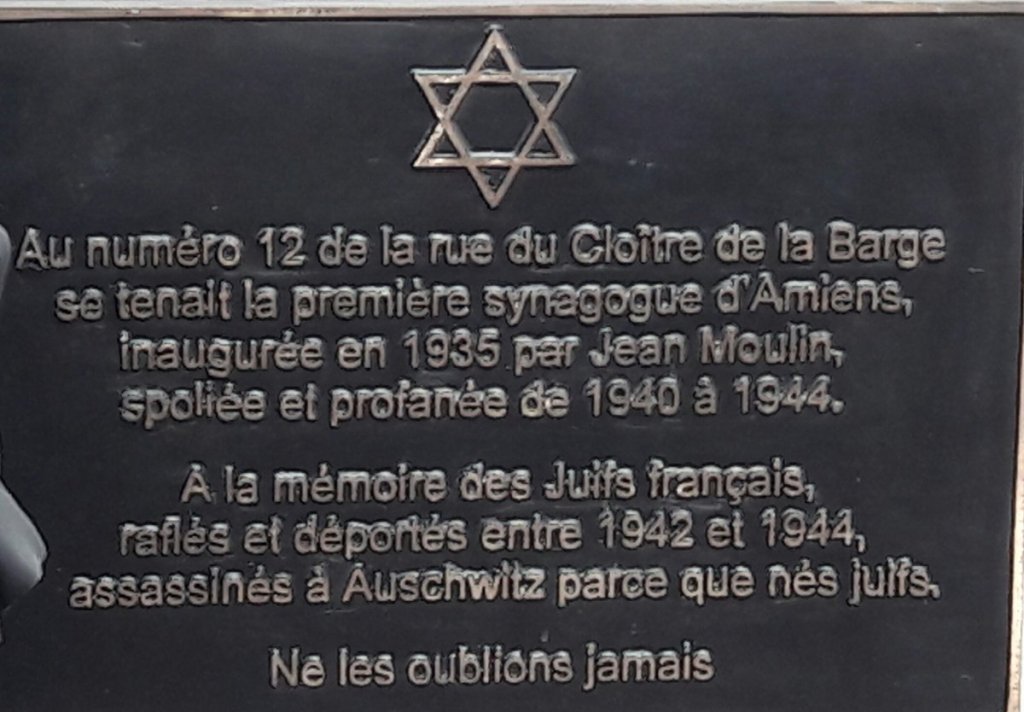 Au numéro 12 de la rue du Cloître de la Barge
se tenait la première synagogue d'Amiens,
inaugurée en 1935 par Jean Moulin,
spoliée et profanée de 1940 à 1944.
À la mémoire des Juifs français,
raflés et déportés entre 1942 et 1944,
assassinés à Auschwitz parce que nés juifs.
Ne les oublions jamais